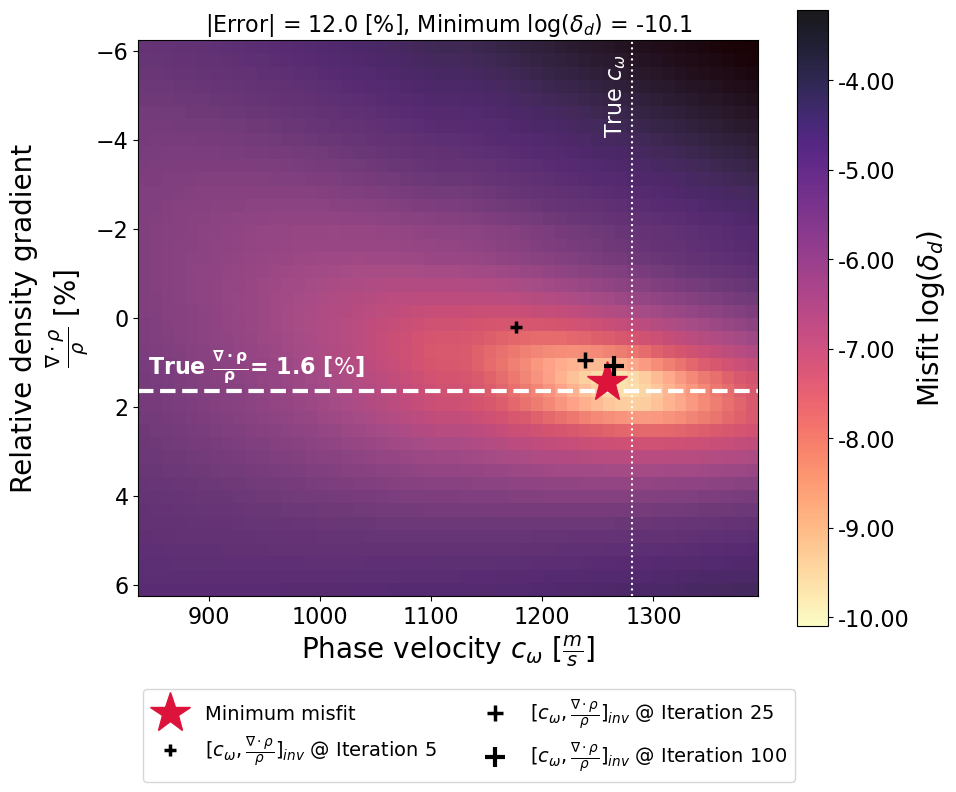 |Error| = 12.0 [%], Minimum log(δ_d) = -10.1
Relative density gradient
∇·ρ/ρ [%]
−6
−4
−2
0
2
4
6
True c_ω
True ∇·ρ/ρ = 1.6 [%]
900
1000
1100
1200
1300
Phase velocity c_ω [m/s]
-4.00
-5.00
-6.00
-7.00
-8.00
-9.00
-10.00
Misfit log(δ_d)
Minimum misfit
[c_ω, ∇·ρ/ρ]_inv @ Iteration 5
[c_ω, ∇·ρ/ρ]_inv @ Iteration 25
[c_ω, ∇·ρ/ρ]_inv @ Iteration 100